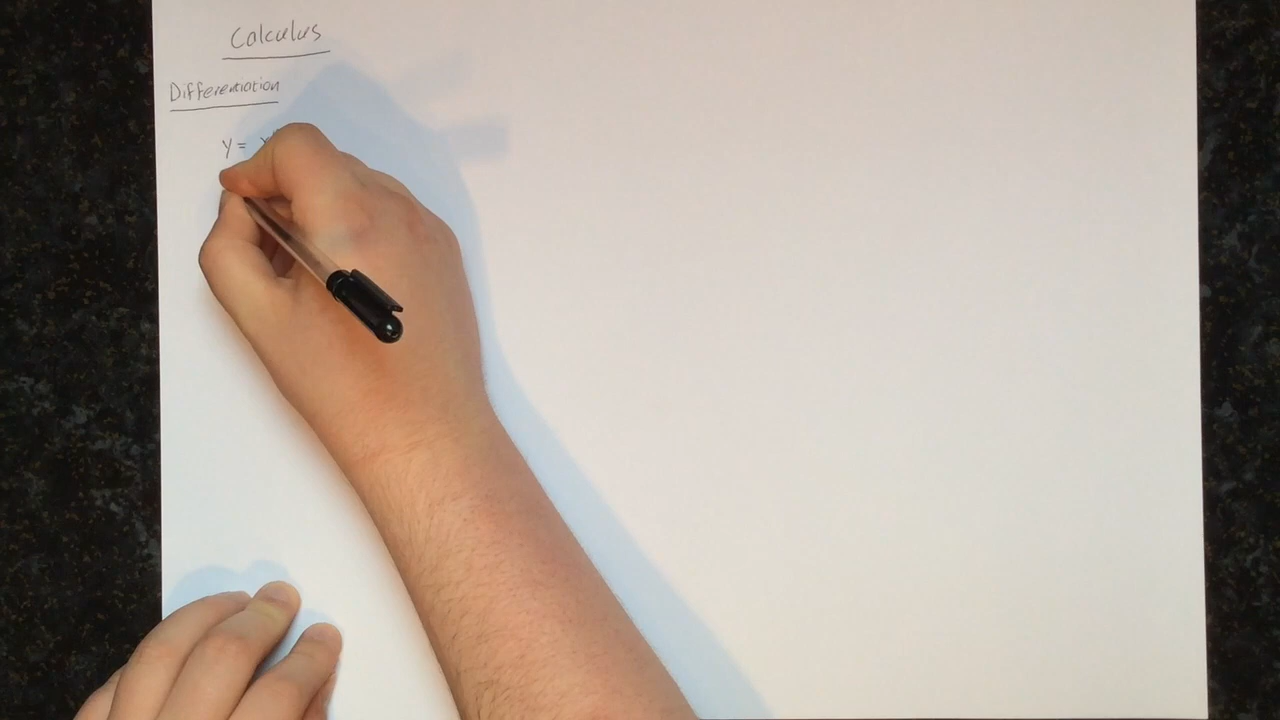 Calculus
Differentiation
y = x